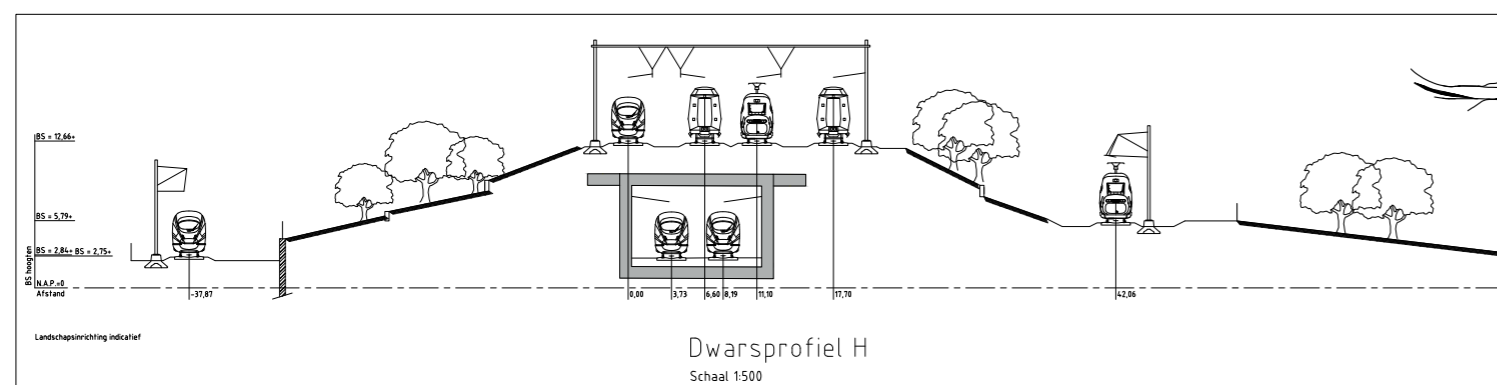 BS = 12,66+
BS = 5,79+
BS = 2,84+ BS = 2,75+
BS hoogten
N.A.P.=0
Afstand
-37,87 0,00 3,73 6,60 8,19 11,10 17,70 42,06
Landschapsinrichting indicatief
Dwarsprofiel H
Schaal 1:500